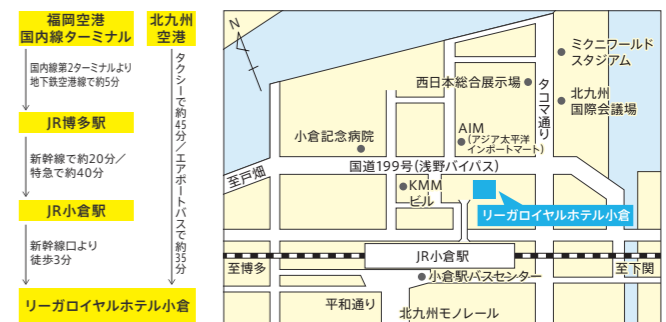 福岡空港
国内線ターミナル
国内線第2ターミナルより
地下鉄空港線で約5分
JR博多駅
新幹線で約20分／
特急で約40分
JR小倉駅
新幹線口より
徒歩3分
北九州
空港
タクシーで約45分／エアポートバスで約35分
リーガロイヤルホテル小倉
N
ミクニワールド
スタジアム
西日本総合展示場
タコマ通り
北九州
国際会議場
小倉記念病院
AIM
(アジア太平洋
インポートマート)
国道199号(浅野バイパス)
至戸畑
KMM
ビル
リーガロイヤルホテル小倉
JR小倉駅
至博多
至下関
小倉駅バスセンター
平和通り
北九州モノレール